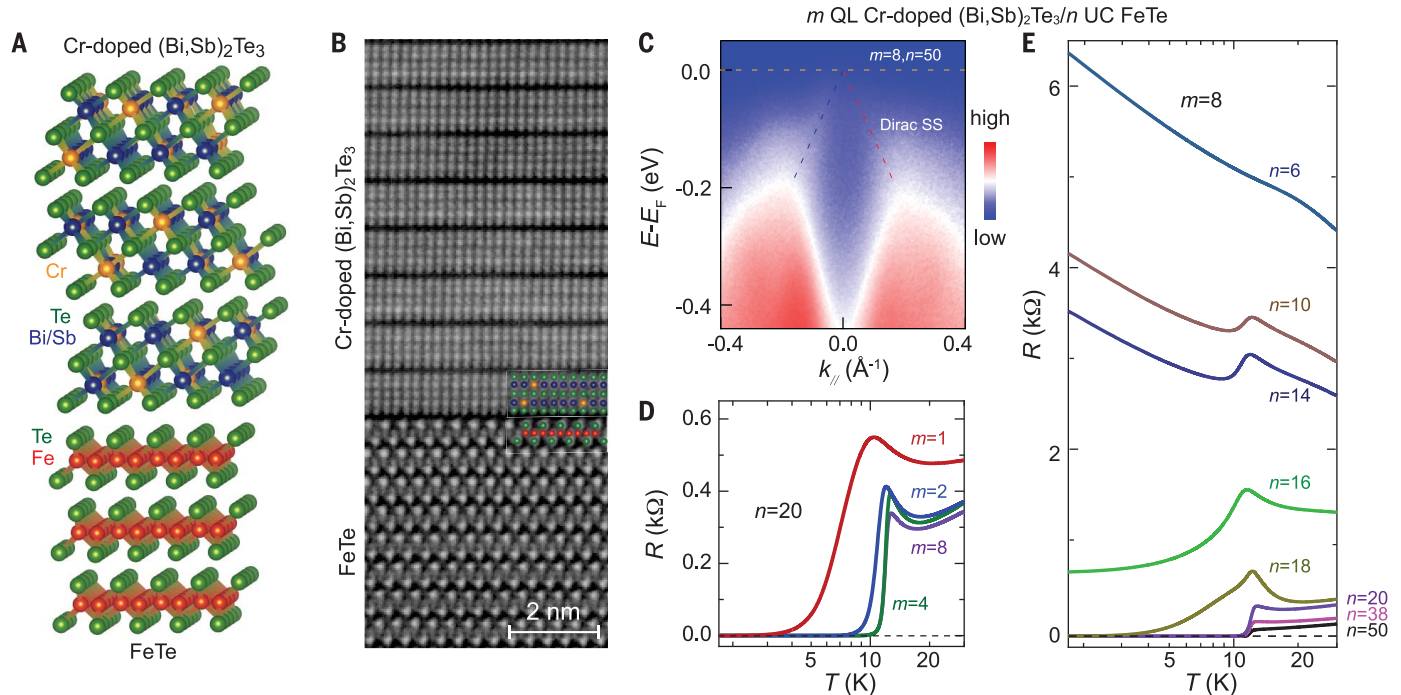 m QL Cr-doped (Bi,Sb)2Te3/n UC FeTe
A
Cr-doped (Bi,Sb)2Te3
Cr
Te
Bi/Sb
Te
Fe
FeTe
B
Cr-doped (Bi,Sb)2Te3
FeTe
2 nm
C
m=8,n=50
Dirac SS
0.0
-0.2
-0.4
E-EF (eV)
-0.4
0.0
0.4
k// (Å-1)
high
low
D
0.6
0.4
0.2
0.0
R (kΩ)
n=20
m=1
m=2
m=8
m=4
5
10
20
T (K)
E
6
4
2
0
R (kΩ)
m=8
n=6
n=10
n=14
n=16
n=18
n=20
n=38
n=50
5
10
20
T (K)